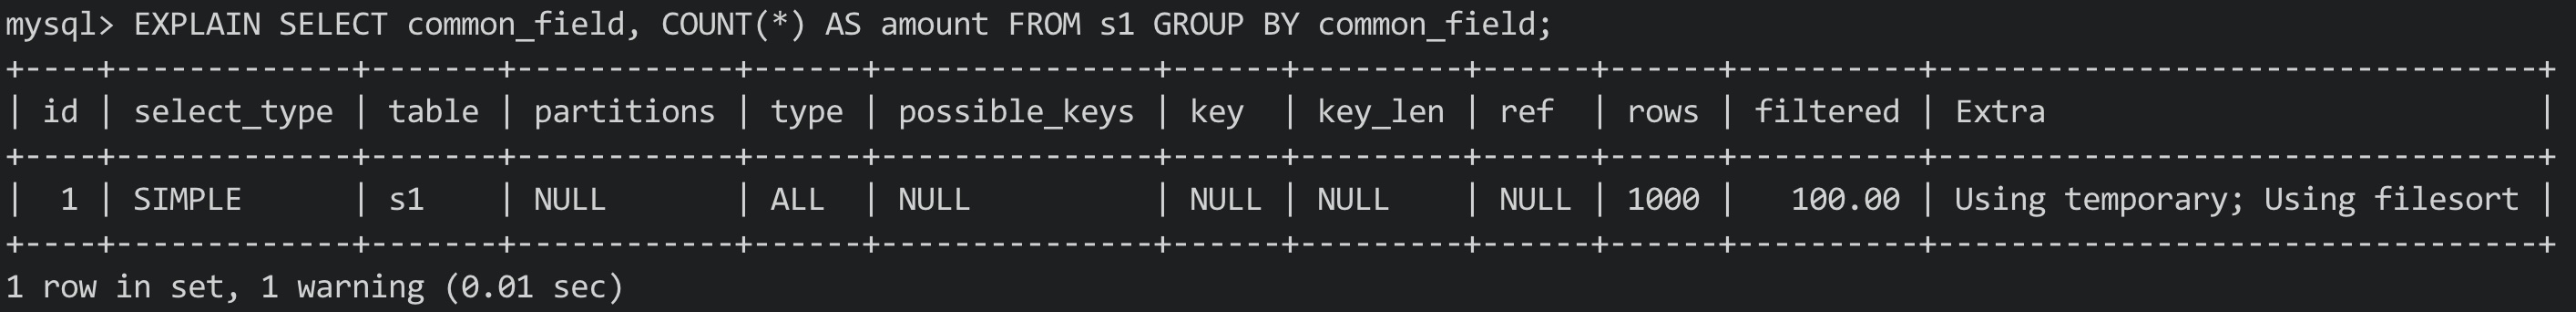 mysql> EXPLAIN SELECT common_field, COUNT(*) AS amount FROM s1 GROUP BY common_field;
+----+-------------+-------+------------+------+---------------+------+---------+------+------+----------+---------------------------------+
| id | select_type | table | partitions | type | possible_keys | key  | key_len | ref  | rows | filtered | Extra                           |
+----+-------------+-------+------------+------+---------------+------+---------+------+------+----------+---------------------------------+
|  1 | SIMPLE      | s1    | NULL       | ALL  | NULL          | NULL | NULL    | NULL | 1000 |   100.00 | Using temporary; Using filesort |
+----+-------------+-------+------------+------+---------------+------+---------+------+------+----------+---------------------------------+
1 row in set, 1 warning (0.01 sec)